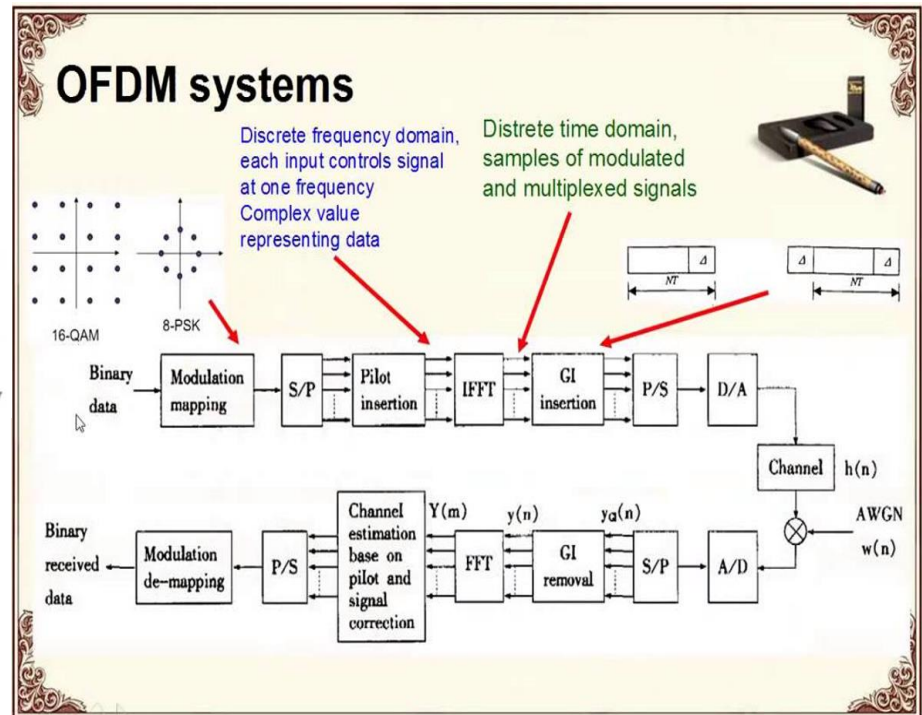 OFDM systems
Discrete frequency domain,
each input controls signal
at one frequency
Complex value
representing data
Distrete time domain,
samples of modulated
and multiplexed signals
16-QAM
8-PSK
Δ
NT
Δ
Δ
NT
Binary
data
Modulation
mapping
S/P
Pilot
insertion
IFFT
GI
insertion
P/S
D/A
Channel
h(n)
AWGN
w(n)
A/D
S/P
yG(n)
GI
removal
y(n)
FFT
Y(m)
Channel
estimation
base on
pilot and
signal
correction
P/S
Modulation
de-mapping
Binary
received
data